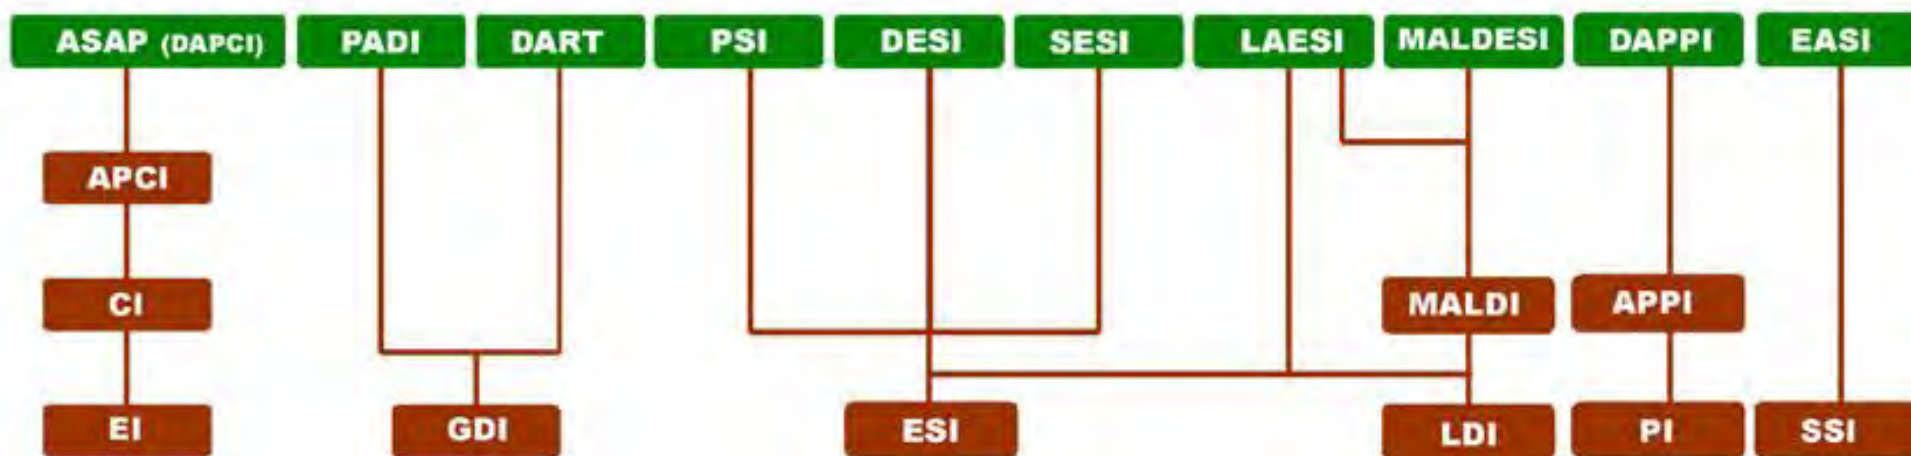 ASAP (DAPCI) PADI DART PSI DESI SESI LAESI MALDESI DAPPI EASI
APCI
CI MALDI APPI
EI GDI ESI LDI PI SSI